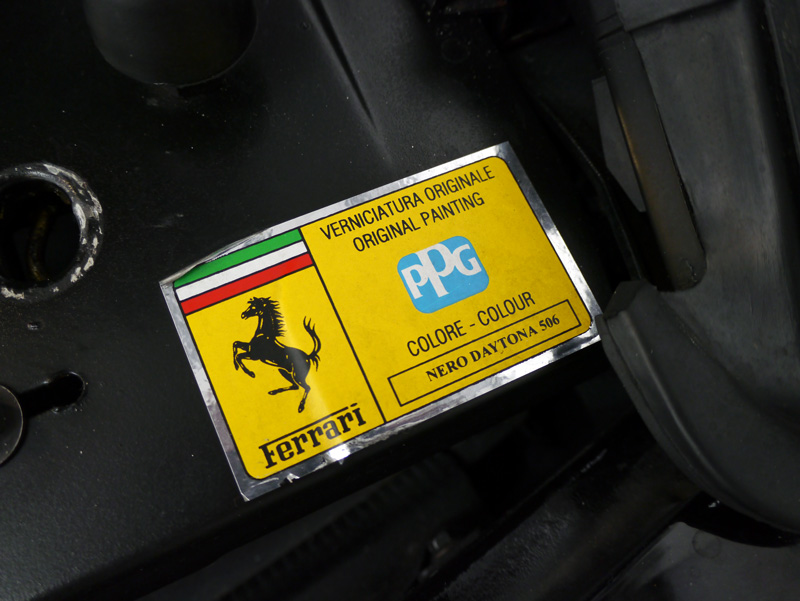 VERNICIATURA ORIGINALE
ORIGINAL PAINTING
PPG
COLORE - COLOUR
NERO DAYTONA 506
Ferrari